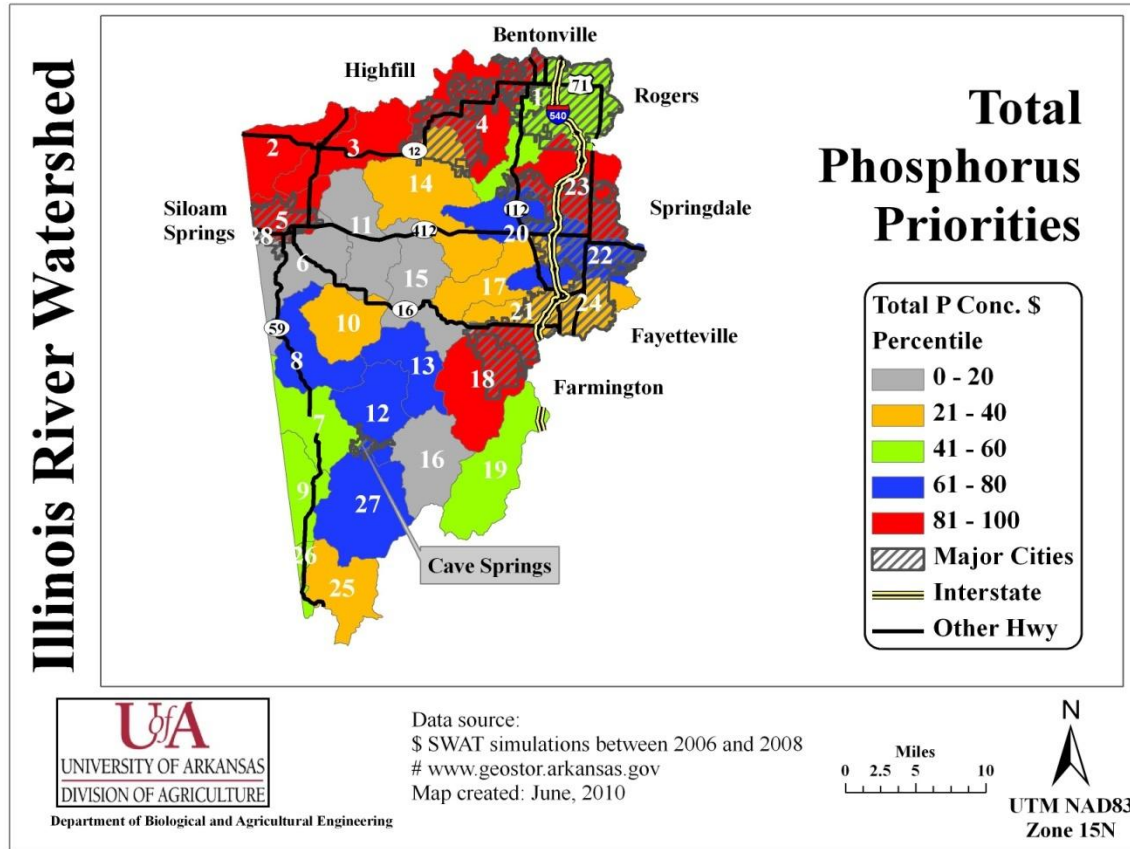 Illinois River Watershed
Total
Phosphorus
Priorities
Bentonville
Highfill
Rogers
Siloam
Springs
Springdale
Fayetteville
Farmington
Cave Springs
71
1
540
4
2
3
12
14
23
5
112
11
412
20
28
22
6
15
17
16
21
24
10
59
8
13
18
12
7
16
19
9
27
26
25
Total P Conc. $
Percentile
0 - 20
21 - 40
41 - 60
61 - 80
81 - 100
Major Cities
Interstate
Other Hwy
UofA
UNIVERSITY OF ARKANSAS
DIVISION OF AGRICULTURE
Department of Biological and Agricultural Engineering
Data source:
$ SWAT simulations between 2006 and 2008
# www.geostor.arkansas.gov
Map created: June, 2010
Miles
0 2.5 5 10
N
UTM NAD83
Zone 15N